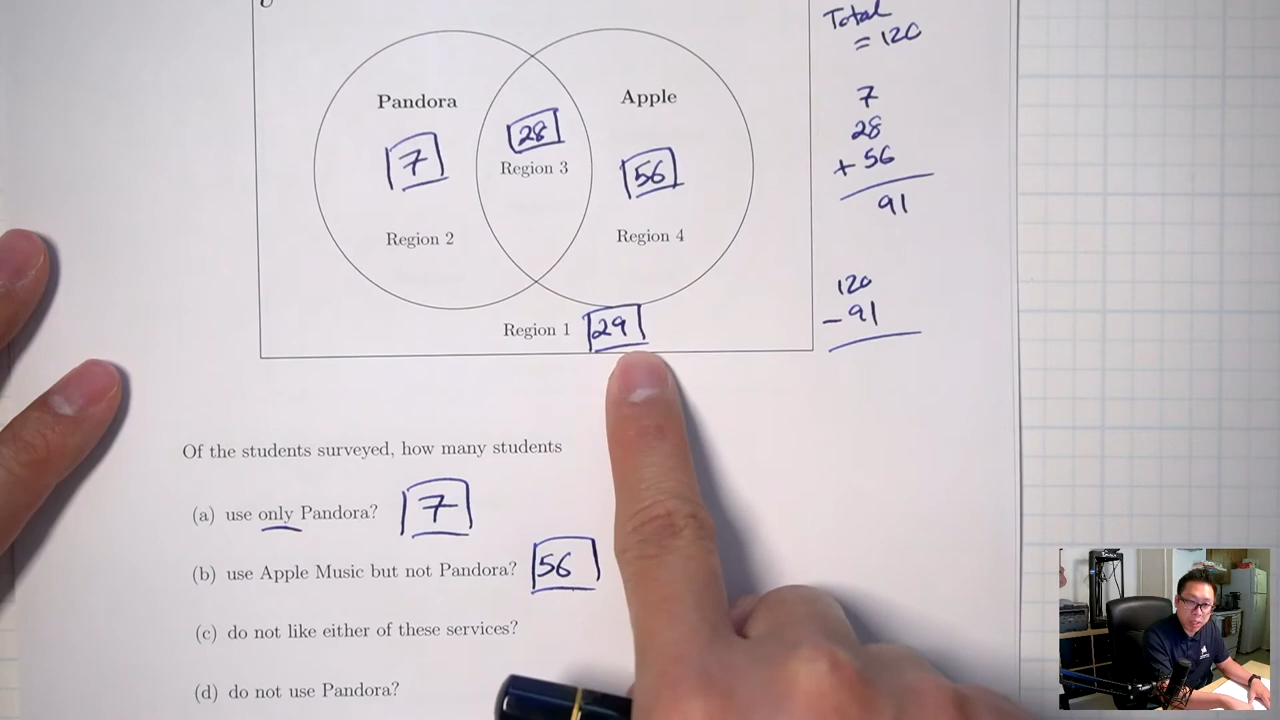 U
Total
= 120
Pandora
Apple
7
28
56
Region 3
Region 2
Region 4
Region 1 29
7
28
+ 56
91
120
- 91
Of the students surveyed, how many students
(a) use only Pandora? 7
(b) use Apple Music but not Pandora? 56
(c) do not like either of these services?
(d) do not use Pandora?